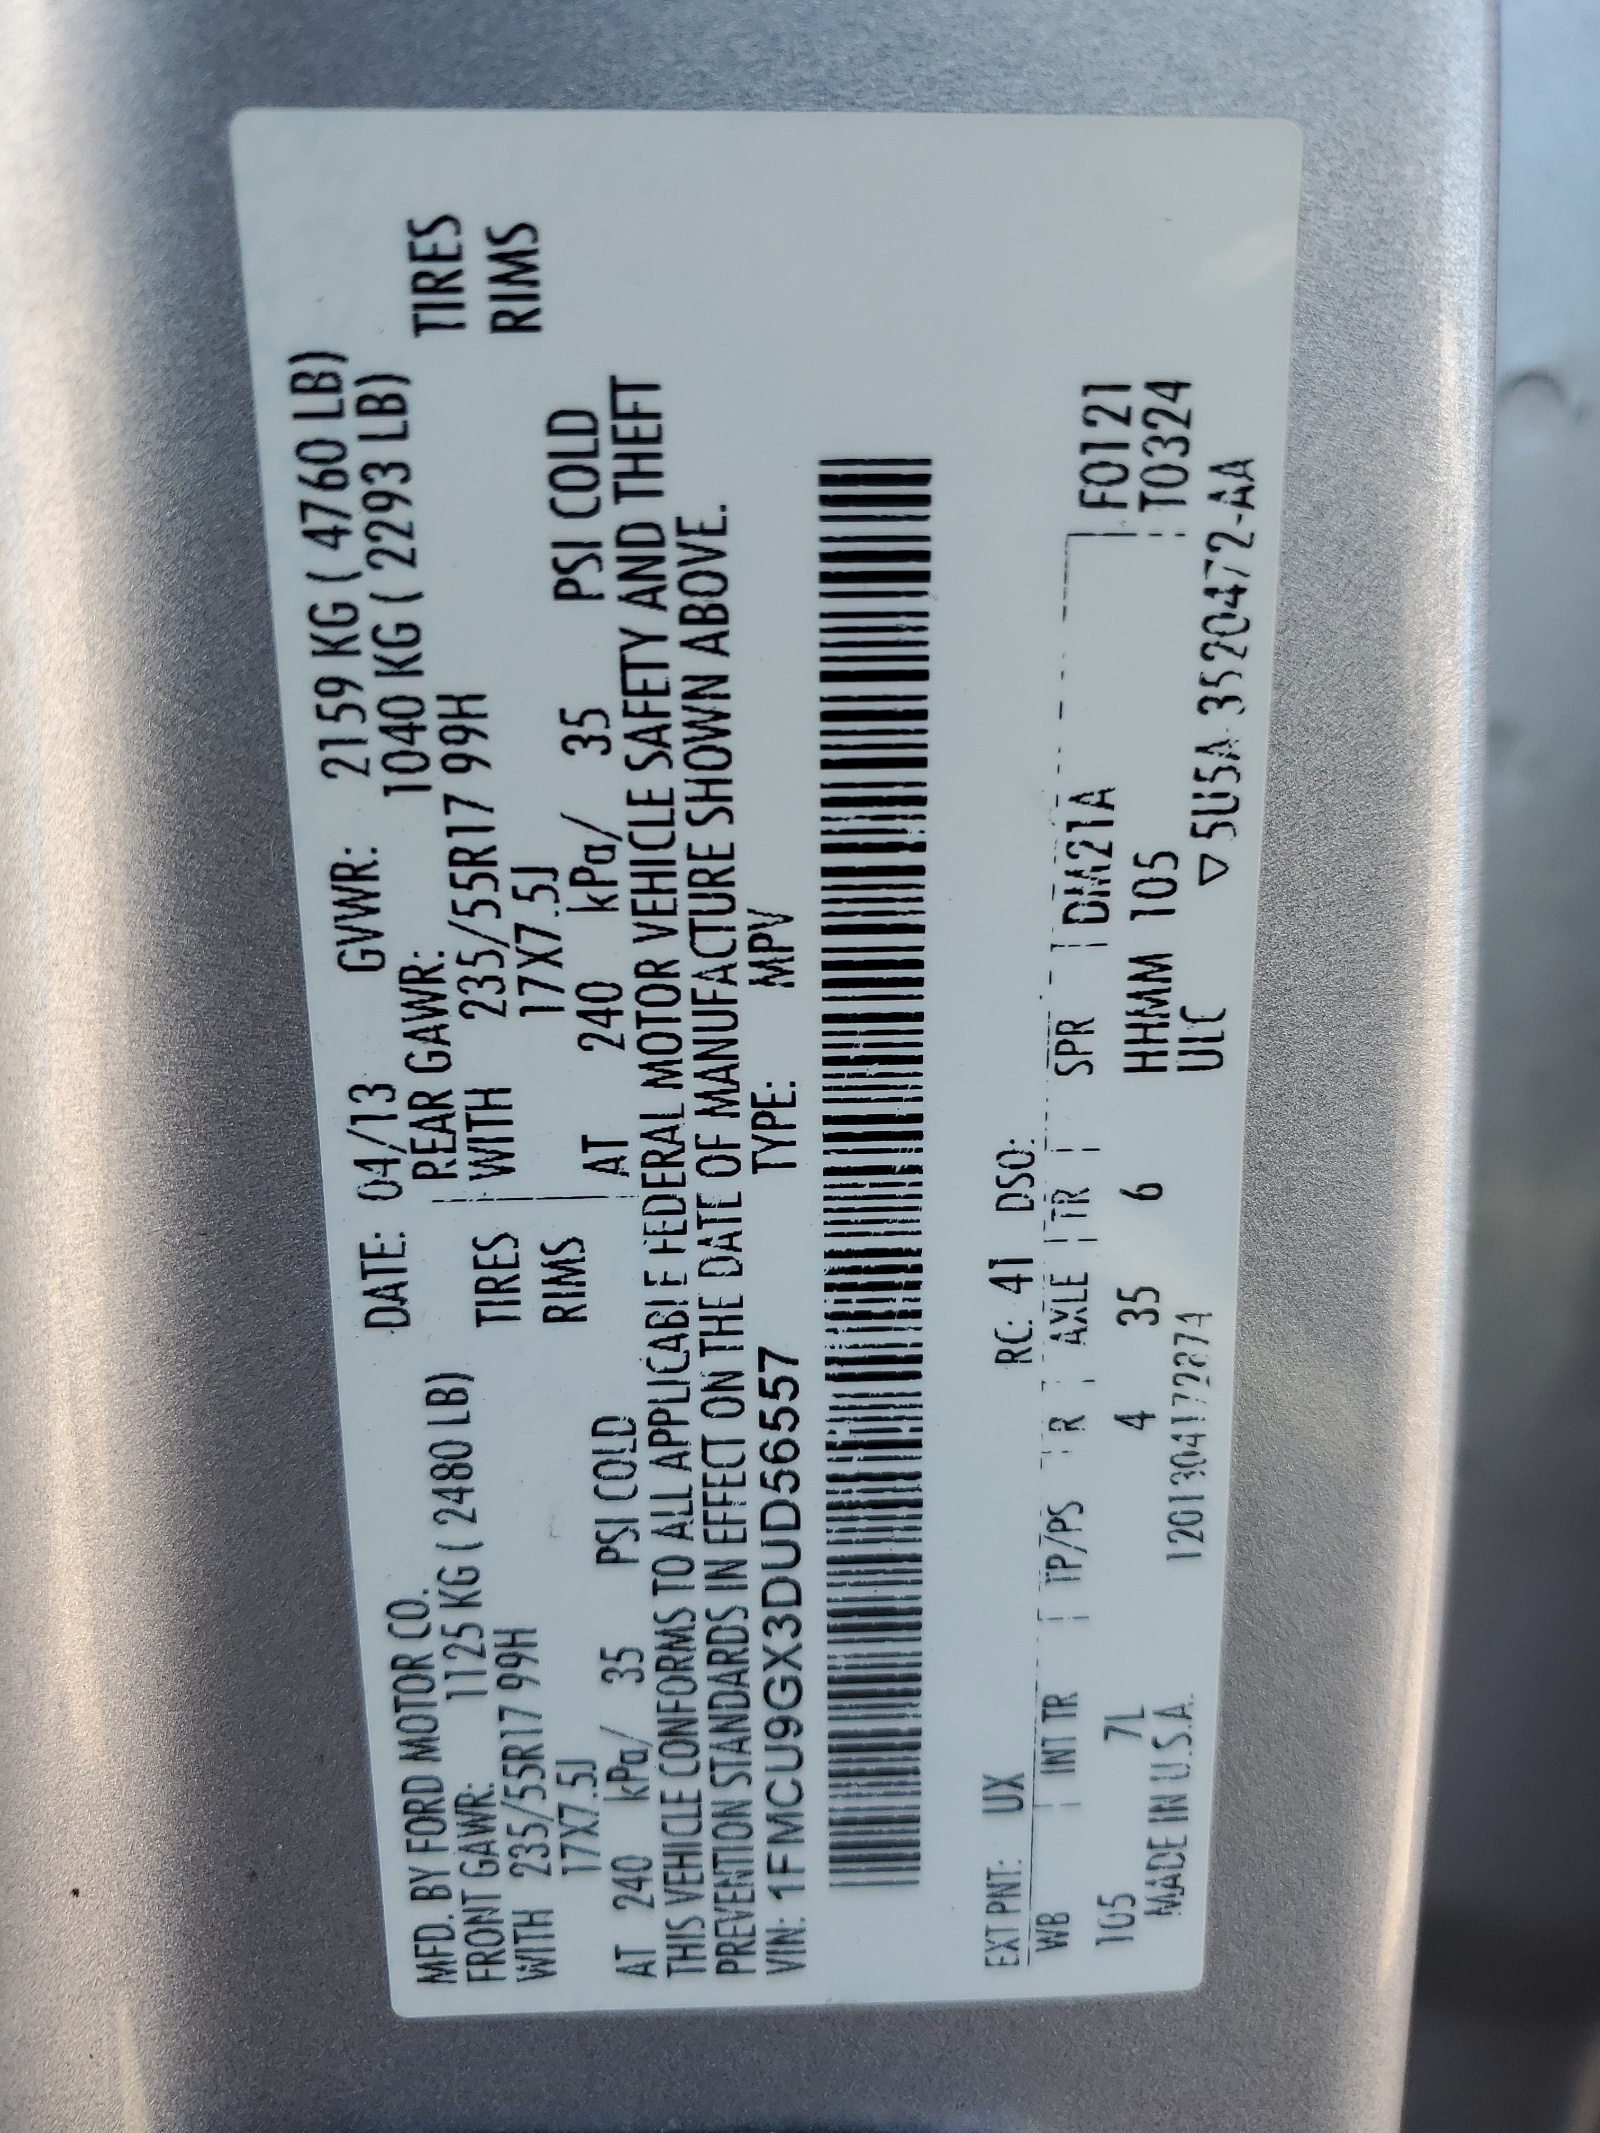 MFD. BY FORD MOTOR CO. DATE: 04/13 GVWR: 2159 KG ( 4760 LB)
FRONT GAWR: 1125 KG ( 2480 LB) REAR GAWR: 1040 KG ( 2293 LB)
WITH 235/55R17 99H TIRES WITH 235/55R17 99H TIRES
17X7.5J RIMS 17X7.5J RIMS
AT 240 kPa/ 35 PSI COLD AT 240 kPa/ 35 PSI COLD
THIS VEHICLE CONFORMS TO ALL APPLICABLE FEDERAL MOTOR VEHICLE SAFETY AND THEFT
PREVENTION STANDARDS IN EFFECT ON THE DATE OF MANUFACTURE SHOWN ABOVE.
VIN: 1FMCU9GX3DUD56557 TYPE: MPV
EXT PNT: UX RC: 41 DSO:
WB INT TR TP/PS R AXLE TR SPR DM21A F0121
105 7L 4 35 6 HHMM 105 T0324
MADE IN U.S.A. ULC ▽ 5U5A-3520472-AA